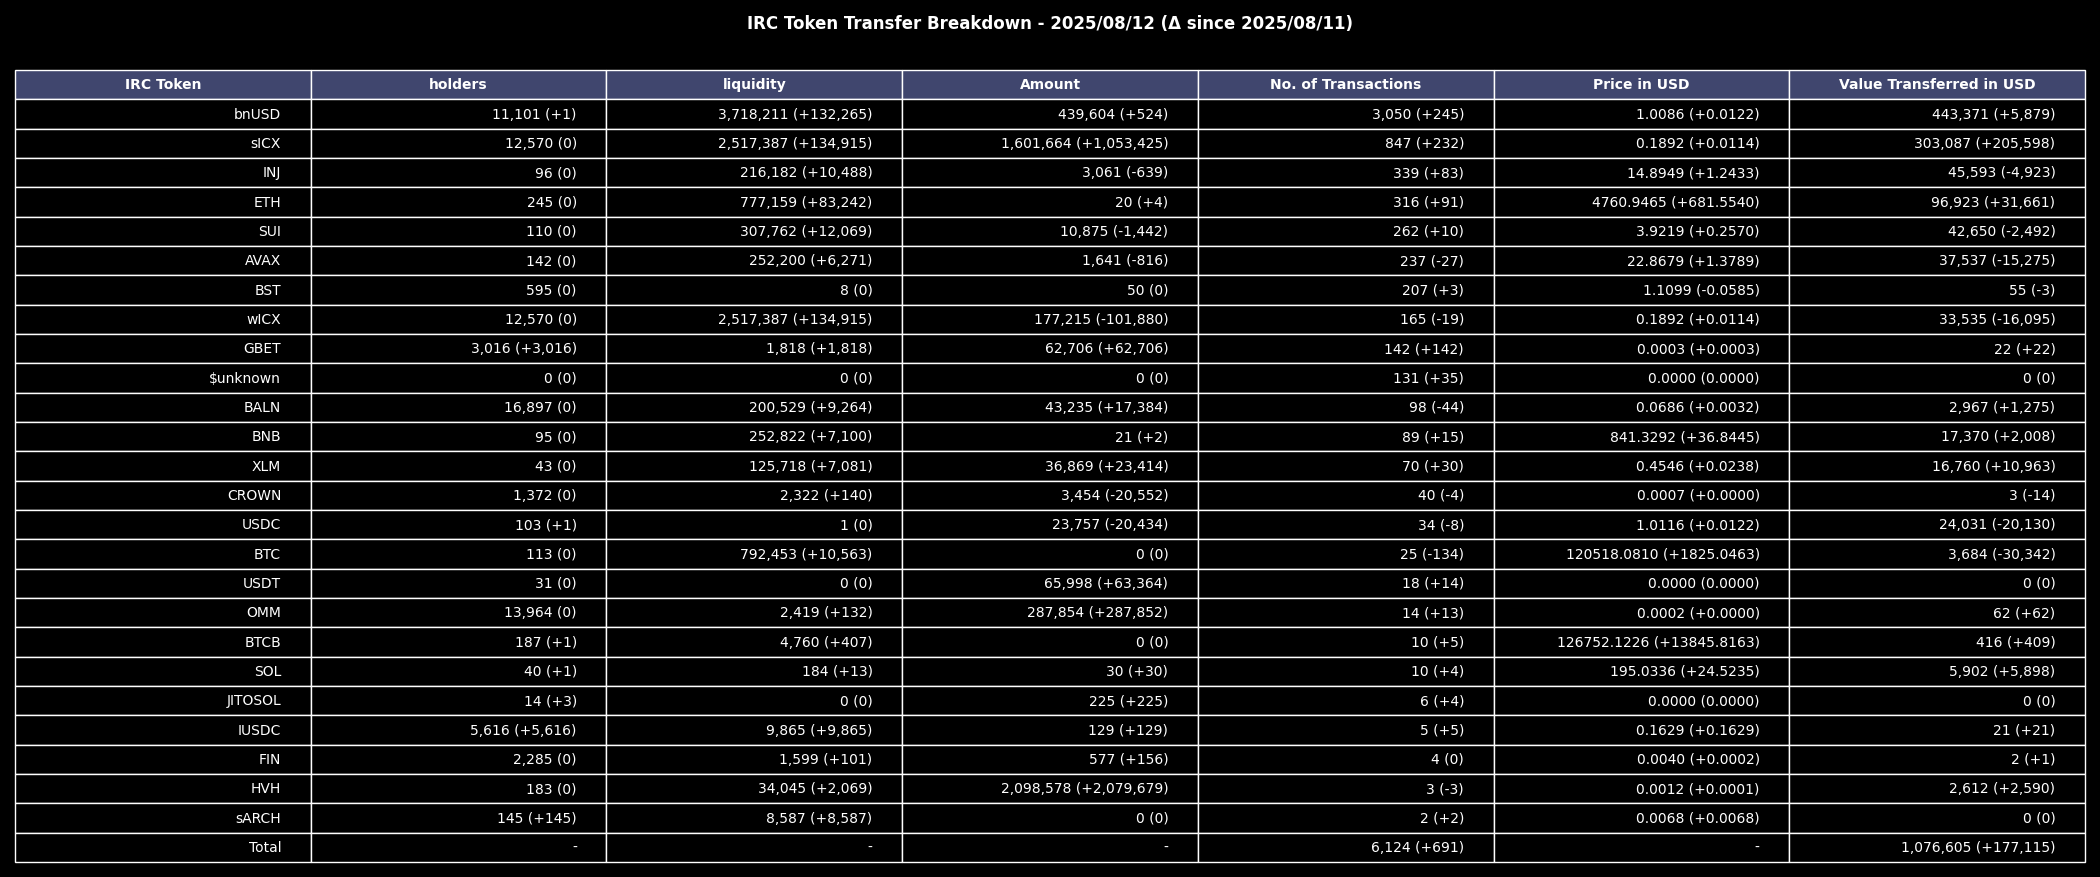 IRC Token Transfer Breakdown - 2025/08/12 (Δ since 2025/08/11)
IRC Token holders liquidity Amount No. of Transactions Price in USD Value Transferred in USD
bnUSD 11,101 (+1) 3,718,211 (+132,265) 439,604 (+524) 3,050 (+245) 1.0086 (+0.0122) 443,371 (+5,879)
sICX 12,570 (0) 2,517,387 (+134,915) 1,601,664 (+1,053,425) 847 (+232) 0.1892 (+0.0114) 303,087 (+205,598)
INJ 96 (0) 216,182 (+10,488) 3,061 (-639) 339 (+83) 14.8949 (+1.2433) 45,593 (-4,923)
ETH 245 (0) 777,159 (+83,242) 20 (+4) 316 (+91) 4760.9465 (+681.5540) 96,923 (+31,661)
SUI 110 (0) 307,762 (+12,069) 10,875 (-1,442) 262 (+10) 3.9219 (+0.2570) 42,650 (-2,492)
AVAX 142 (0) 252,200 (+6,271) 1,641 (-816) 237 (-27) 22.8679 (+1.3789) 37,537 (-15,275)
BST 595 (0) 8 (0) 50 (0) 207 (+3) 1.1099 (-0.0585) 55 (-3)
wICX 12,570 (0) 2,517,387 (+134,915) 177,215 (-101,880) 165 (-19) 0.1892 (+0.0114) 33,535 (-16,095)
GBET 3,016 (+3,016) 1,818 (+1,818) 62,706 (+62,706) 142 (+142) 0.0003 (+0.0003) 22 (+22)
$unknown 0 (0) 0 (0) 0 (0) 131 (+35) 0.0000 (0.0000) 0 (0)
BALN 16,897 (0) 200,529 (+9,264) 43,235 (+17,384) 98 (-44) 0.0686 (+0.0032) 2,967 (+1,275)
BNB 95 (0) 252,822 (+7,100) 21 (+2) 89 (+15) 841.3292 (+36.8445) 17,370 (+2,008)
XLM 43 (0) 125,718 (+7,081) 36,869 (+23,414) 70 (+30) 0.4546 (+0.0238) 16,760 (+10,963)
CROWN 1,372 (0) 2,322 (+140) 3,454 (-20,552) 40 (-4) 0.0007 (+0.0000) 3 (-14)
USDC 103 (+1) 1 (0) 23,757 (-20,434) 34 (-8) 1.0116 (+0.0122) 24,031 (-20,130)
BTC 113 (0) 792,453 (+10,563) 0 (0) 25 (-134) 120518.0810 (+1825.0463) 3,684 (-30,342)
USDT 31 (0) 0 (0) 65,998 (+63,364) 18 (+14) 0.0000 (0.0000) 0 (0)
OMM 13,964 (0) 2,419 (+132) 287,854 (+287,852) 14 (+13) 0.0002 (+0.0000) 62 (+62)
BTCB 187 (+1) 4,760 (+407) 0 (0) 10 (+5) 126752.1226 (+13845.8163) 416 (+409)
SOL 40 (+1) 184 (+13) 30 (+30) 10 (+4) 195.0336 (+24.5235) 5,902 (+5,898)
JITOSOL 14 (+3) 0 (0) 225 (+225) 6 (+4) 0.0000 (0.0000) 0 (0)
IUSDC 5,616 (+5,616) 9,865 (+9,865) 129 (+129) 5 (+5) 0.1629 (+0.1629) 21 (+21)
FIN 2,285 (0) 1,599 (+101) 577 (+156) 4 (0) 0.0040 (+0.0002) 2 (+1)
HVH 183 (0) 34,045 (+2,069) 2,098,578 (+2,079,679) 3 (-3) 0.0012 (+0.0001) 2,612 (+2,590)
sARCH 145 (+145) 8,587 (+8,587) 0 (0) 2 (+2) 0.0068 (+0.0068) 0 (0)
Total - - - 6,124 (+691) - 1,076,605 (+177,115)